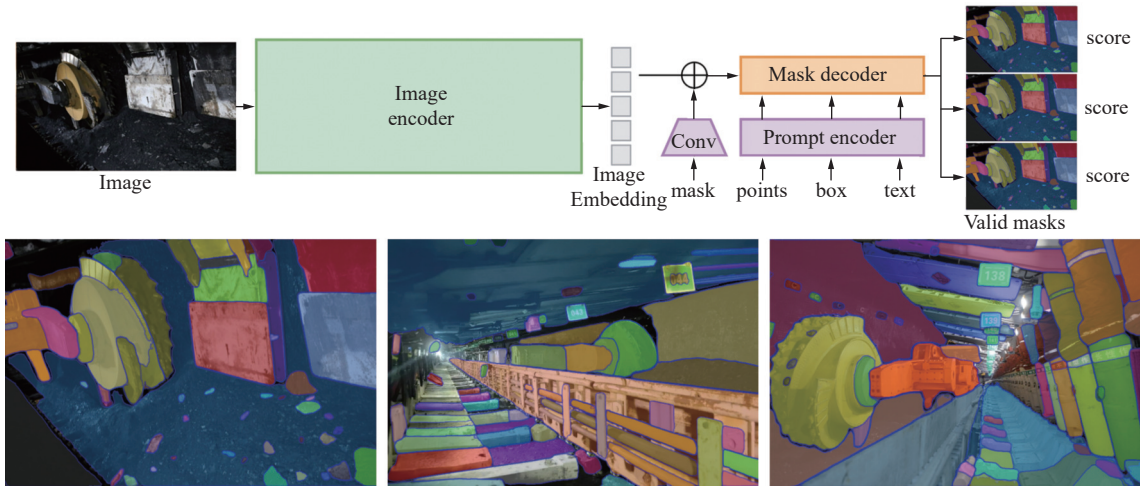 Image
encoder
Mask decoder
Prompt encoder
Conv
Image
Image
Embedding
mask
points
box
text
score
score
score
Valid masks
138